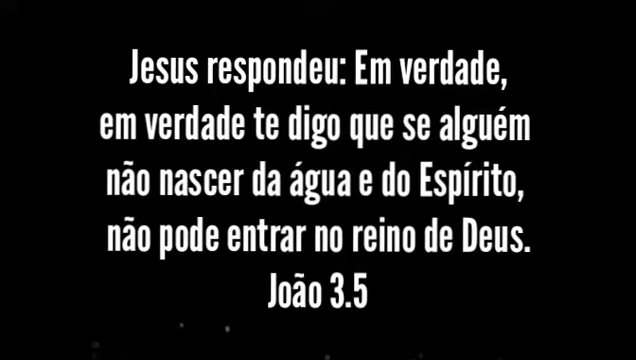 Jesus respondeu: Em verdade,
em verdade te digo que se alguém
não nascer da água e do Espírito,
não pode entrar no reino de Deus.
João 3.5